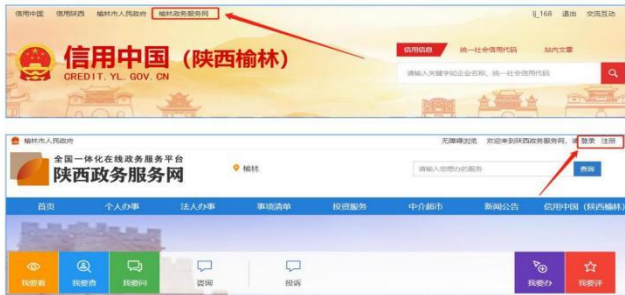 信用中国 信用陕西 榆林市人民政府 榆林政务服务网 lj_168 退出 交流互动
信用中国（陕西榆林）
CREDIT. YL. GOV. CN
信用信息 统一社会信用代码 站内文章
请输入关键字如企业名称、统一社会信用代码
榆林市人民政府 无障碍浏览 欢迎来到陕西政务服务网，请 登录 注册
全国一体化在线政务服务平台
陕西政务服务网
榆林
请输入您想办的服务 查询
首页 个人办事 法人办事 事项清单 投资服务 中介超市 新闻公告 信用中国（陕西榆林）
我要看 我要查 我要问 咨询 投诉 我要办 我要评